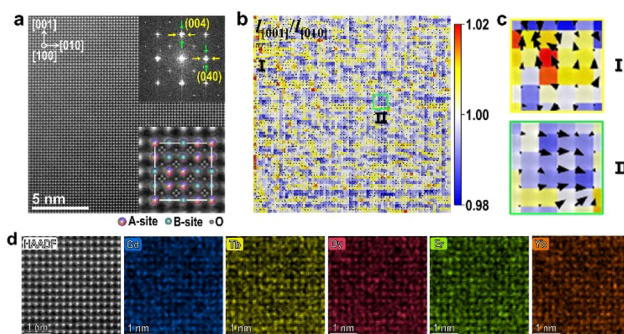 a
[001]
[010]
[100]
(004)
(040)
5 nm
A-site B-site O
b
l[001]/l[010]
I
II
1.02
1.00
0.98
c
I
II
d
HAADF
Gd
Tb
Dy
Er
Yb
1 nm
1 nm
1 nm
1 nm
1 nm
1 nm